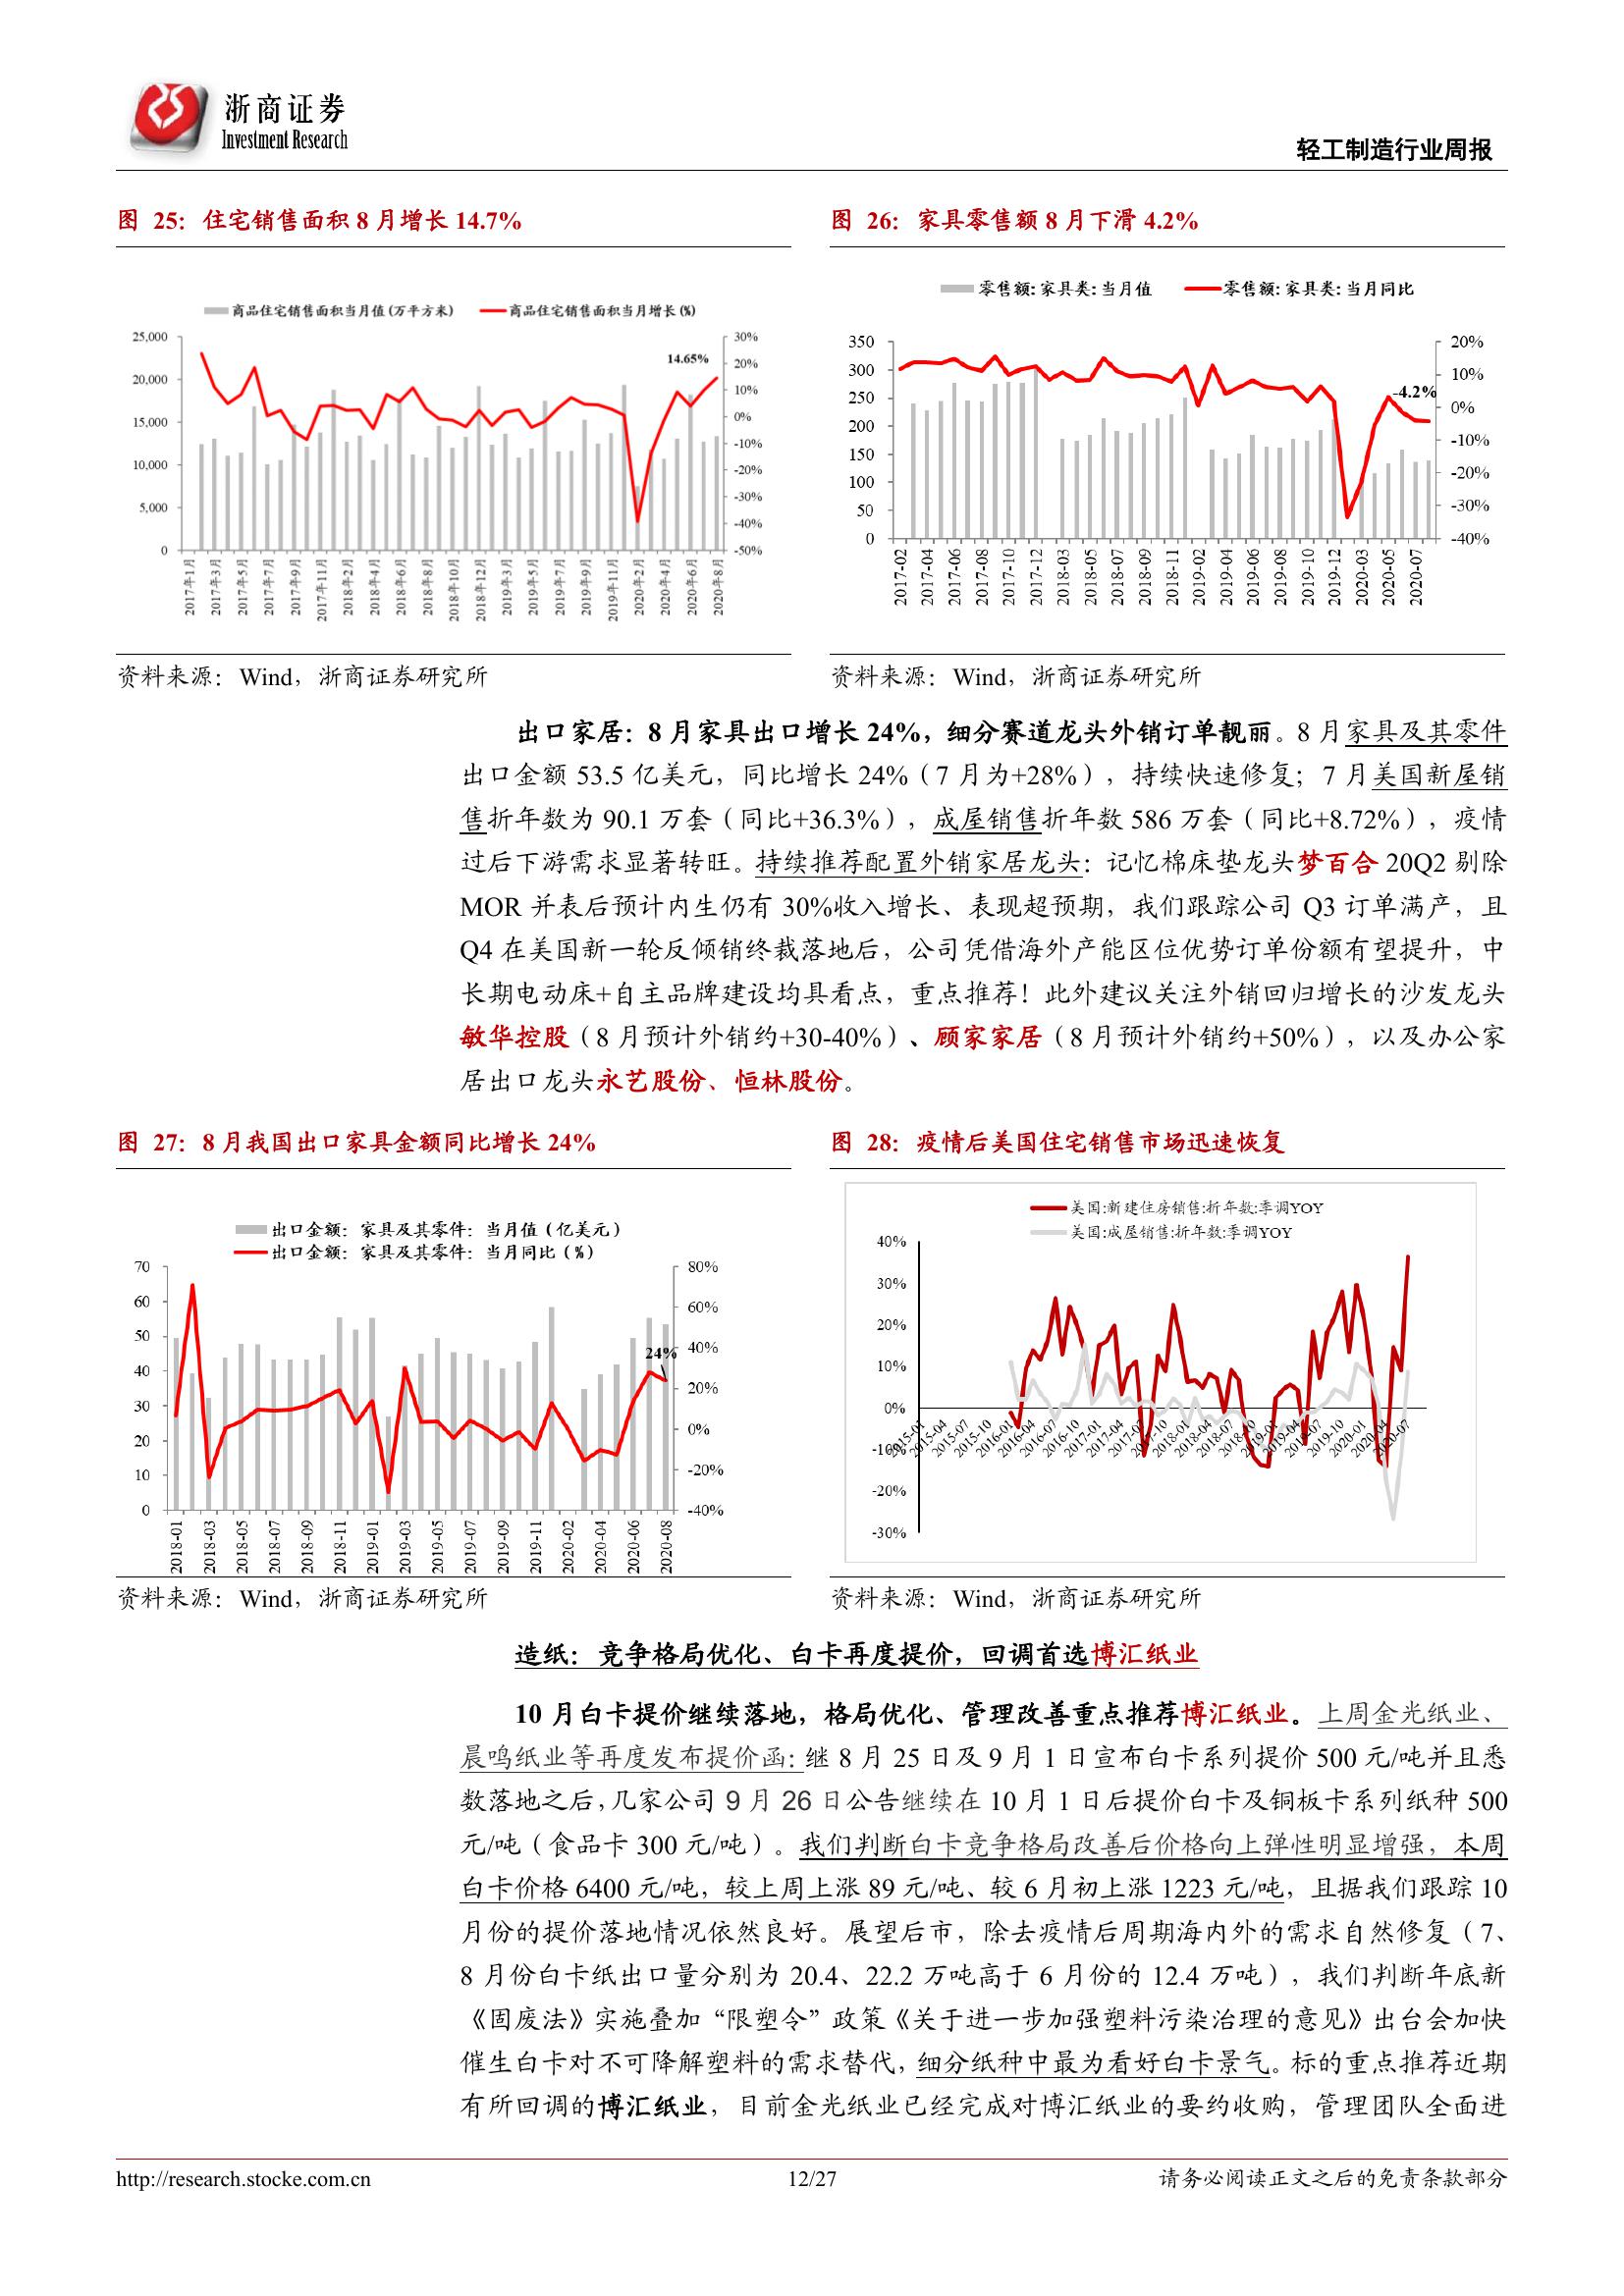 浙商证券
Investment Research
轻工制造行业周报
图 25：住宅销售面积 8 月增长 14.7%
图 26：家具零售额 8 月下滑 4.2%
商品住宅销售面积当月值(万平方米)
商品住宅销售面积当月增长(%)
25,000
20,000
15,000
10,000
5,000
0
30%
20%
10%
0%
-10%
-20%
-30%
-40%
-50%
14.65%
2017年1月
2017年3月
2017年5月
2017年7月
2017年9月
2017年11月
2018年2月
2018年4月
2018年6月
2018年8月
2018年10月
2018年12月
2019年3月
2019年5月
2019年7月
2019年9月
2019年11月
2020年2月
2020年4月
2020年6月
2020年8月
零售额:家具类:当月值
零售额:家具类:当月同比
350
300
250
200
150
100
50
0
20%
10%
0%
-10%
-20%
-30%
-40%
-4.2%
2017-02
2017-04
2017-06
2017-08
2017-10
2017-12
2018-03
2018-05
2018-07
2018-09
2018-11
2019-02
2019-04
2019-06
2019-08
2019-10
2019-12
2020-03
2020-05
2020-07
资料来源：Wind，浙商证券研究所
资料来源：Wind，浙商证券研究所
出口家居：8 月家具出口增长 24%，细分赛道龙头外销订单靓丽。8 月家具及其零件
出口金额 53.5 亿美元，同比增长 24%（7 月为+28%），持续快速修复；7 月美国新屋销
售折年数为 90.1 万套（同比+36.3%），成屋销售折年数 586 万套（同比+8.72%），疫情
过后下游需求显著转旺。持续推荐配置外销家居龙头：记忆棉床垫龙头梦百合 20Q2 剔除
MOR 并表后预计内生仍有 30%收入增长、表现超预期，我们跟踪公司 Q3 订单满产，且
Q4 在美国新一轮反倾销终裁落地后，公司凭借海外产能区位优势订单份额有望提升，中
长期电动床+自主品牌建设均具看点，重点推荐！此外建议关注外销回归增长的沙发龙头
敏华控股（8 月预计外销约+30-40%）、顾家家居（8 月预计外销约+50%），以及办公家
居出口龙头永艺股份、恒林股份。
图 27：8 月我国出口家具金额同比增长 24%
图 28：疫情后美国住宅销售市场迅速恢复
出口金额：家具及其零件：当月值（亿美元）
出口金额：家具及其零件：当月同比（%）
70
60
50
40
30
20
10
0
80%
60%
40%
20%
0%
-20%
-40%
24%
2018-01
2018-03
2018-05
2018-07
2018-09
2018-11
2019-01
2019-03
2019-05
2019-07
2019-09
2019-11
2020-02
2020-04
2020-06
2020-08
美国:新建住房销售:折年数:季调YOY
美国:成屋销售:折年数:季调YOY
40%
30%
20%
10%
0%
-10%
-20%
-30%
2015-01
2015-04
2015-07
2015-10
2016-01
2016-04
2016-07
2016-10
2017-01
2017-04
2017-07
2017-10
2018-01
2018-04
2018-07
2018-10
2019-01
2019-04
2019-07
2019-10
2020-01
2020-04
2020-07
资料来源：Wind，浙商证券研究所
资料来源：Wind，浙商证券研究所
造纸：竞争格局优化、白卡再度提价，回调首选博汇纸业
10 月白卡提价继续落地，格局优化、管理改善重点推荐博汇纸业。上周金光纸业、
晨鸣纸业等再度发布提价函：继 8 月 25 日及 9 月 1 日宣布白卡系列提价 500 元/吨并且悉
数落地之后，几家公司 9 月 26 日公告继续在 10 月 1 日后提价白卡及铜板卡系列纸种 500
元/吨（食品卡 300 元/吨）。我们判断白卡竞争格局改善后价格向上弹性明显增强，本周
白卡价格 6400 元/吨，较上周上涨 89 元/吨、较 6 月初上涨 1223 元/吨，且据我们跟踪 10
月份的提价落地情况依然良好。展望后市，除去疫情后周期海内外的需求自然修复（7、
8 月份白卡纸出口量分别为 20.4、22.2 万吨高于 6 月份的 12.4 万吨），我们判断年底新
《固废法》实施叠加“限塑令”政策《关于进一步加强塑料污染治理的意见》出台会加快
催生白卡对不可降解塑料的需求替代，细分纸种中最为看好白卡景气。标的重点推荐近期
有所回调的博汇纸业，目前金光纸业已经完成对博汇纸业的要约收购，管理团队全面进
http://research.stocke.com.cn
12/27
请务必阅读正文之后的免责条款部分